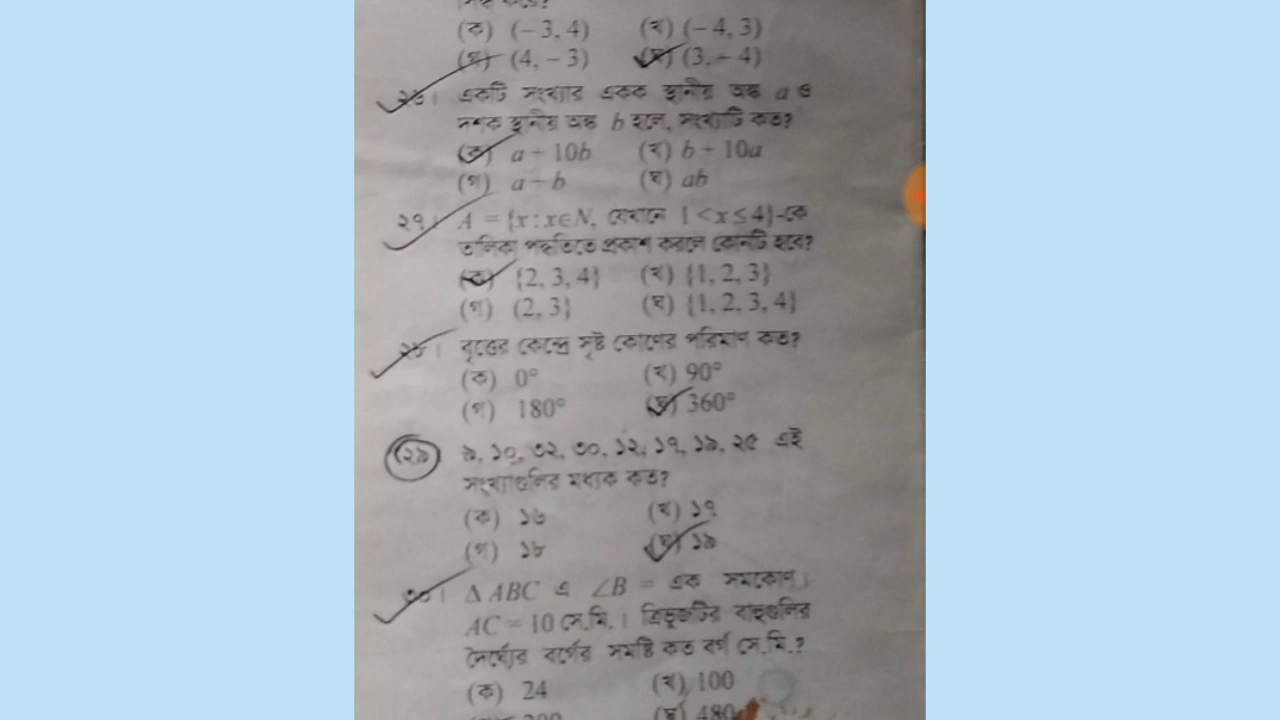 (ক) (– 3, 4) (খ) (– 4, 3)
(গ) (4, – 3) (ঘ) (3, – 4)
২৬। একটি সংখ্যার একক স্থানীয় অঙ্ক a ও
দশক স্থানীয় অঙ্ক b হলে, সংখ্যাটি কত?
(ক) a + 10b (খ) b + 10a
(গ) a – b (ঘ) ab
২৭। A = {x : x∈N, যেখানে 1 < x ≤ 4}-কে
তালিকা পদ্ধতিতে প্রকাশ করলে কোনটি হবে?
(ক) {2, 3, 4} (খ) {1, 2, 3}
(গ) (2, 3} (ঘ) {1, 2, 3, 4}
২৮। বৃত্তের কেন্দ্রে সৃষ্ট কোণের পরিমাণ কত?
(ক) 0° (খ) 90°
(গ) 180° (ঘ) 360°
২৯ ৯, ১০, ৩২, ৩০, ১২, ১৭, ১৯, ২৫ এই
সংখ্যাগুলির মধ্যক কত?
(ক) ১৬ (খ) ১৭
(গ) ১৮ (ঘ) ১৯
৩০। Δ ABC এ ∠B = এক সমকোণ।
AC = 10 সে.মি.। ত্রিভুজটির বাহুগুলির
দৈর্ঘ্যের বর্গের সমষ্টি কত বর্গ সে.মি.?
(ক) 24 (খ) 100
(ঘ) 480